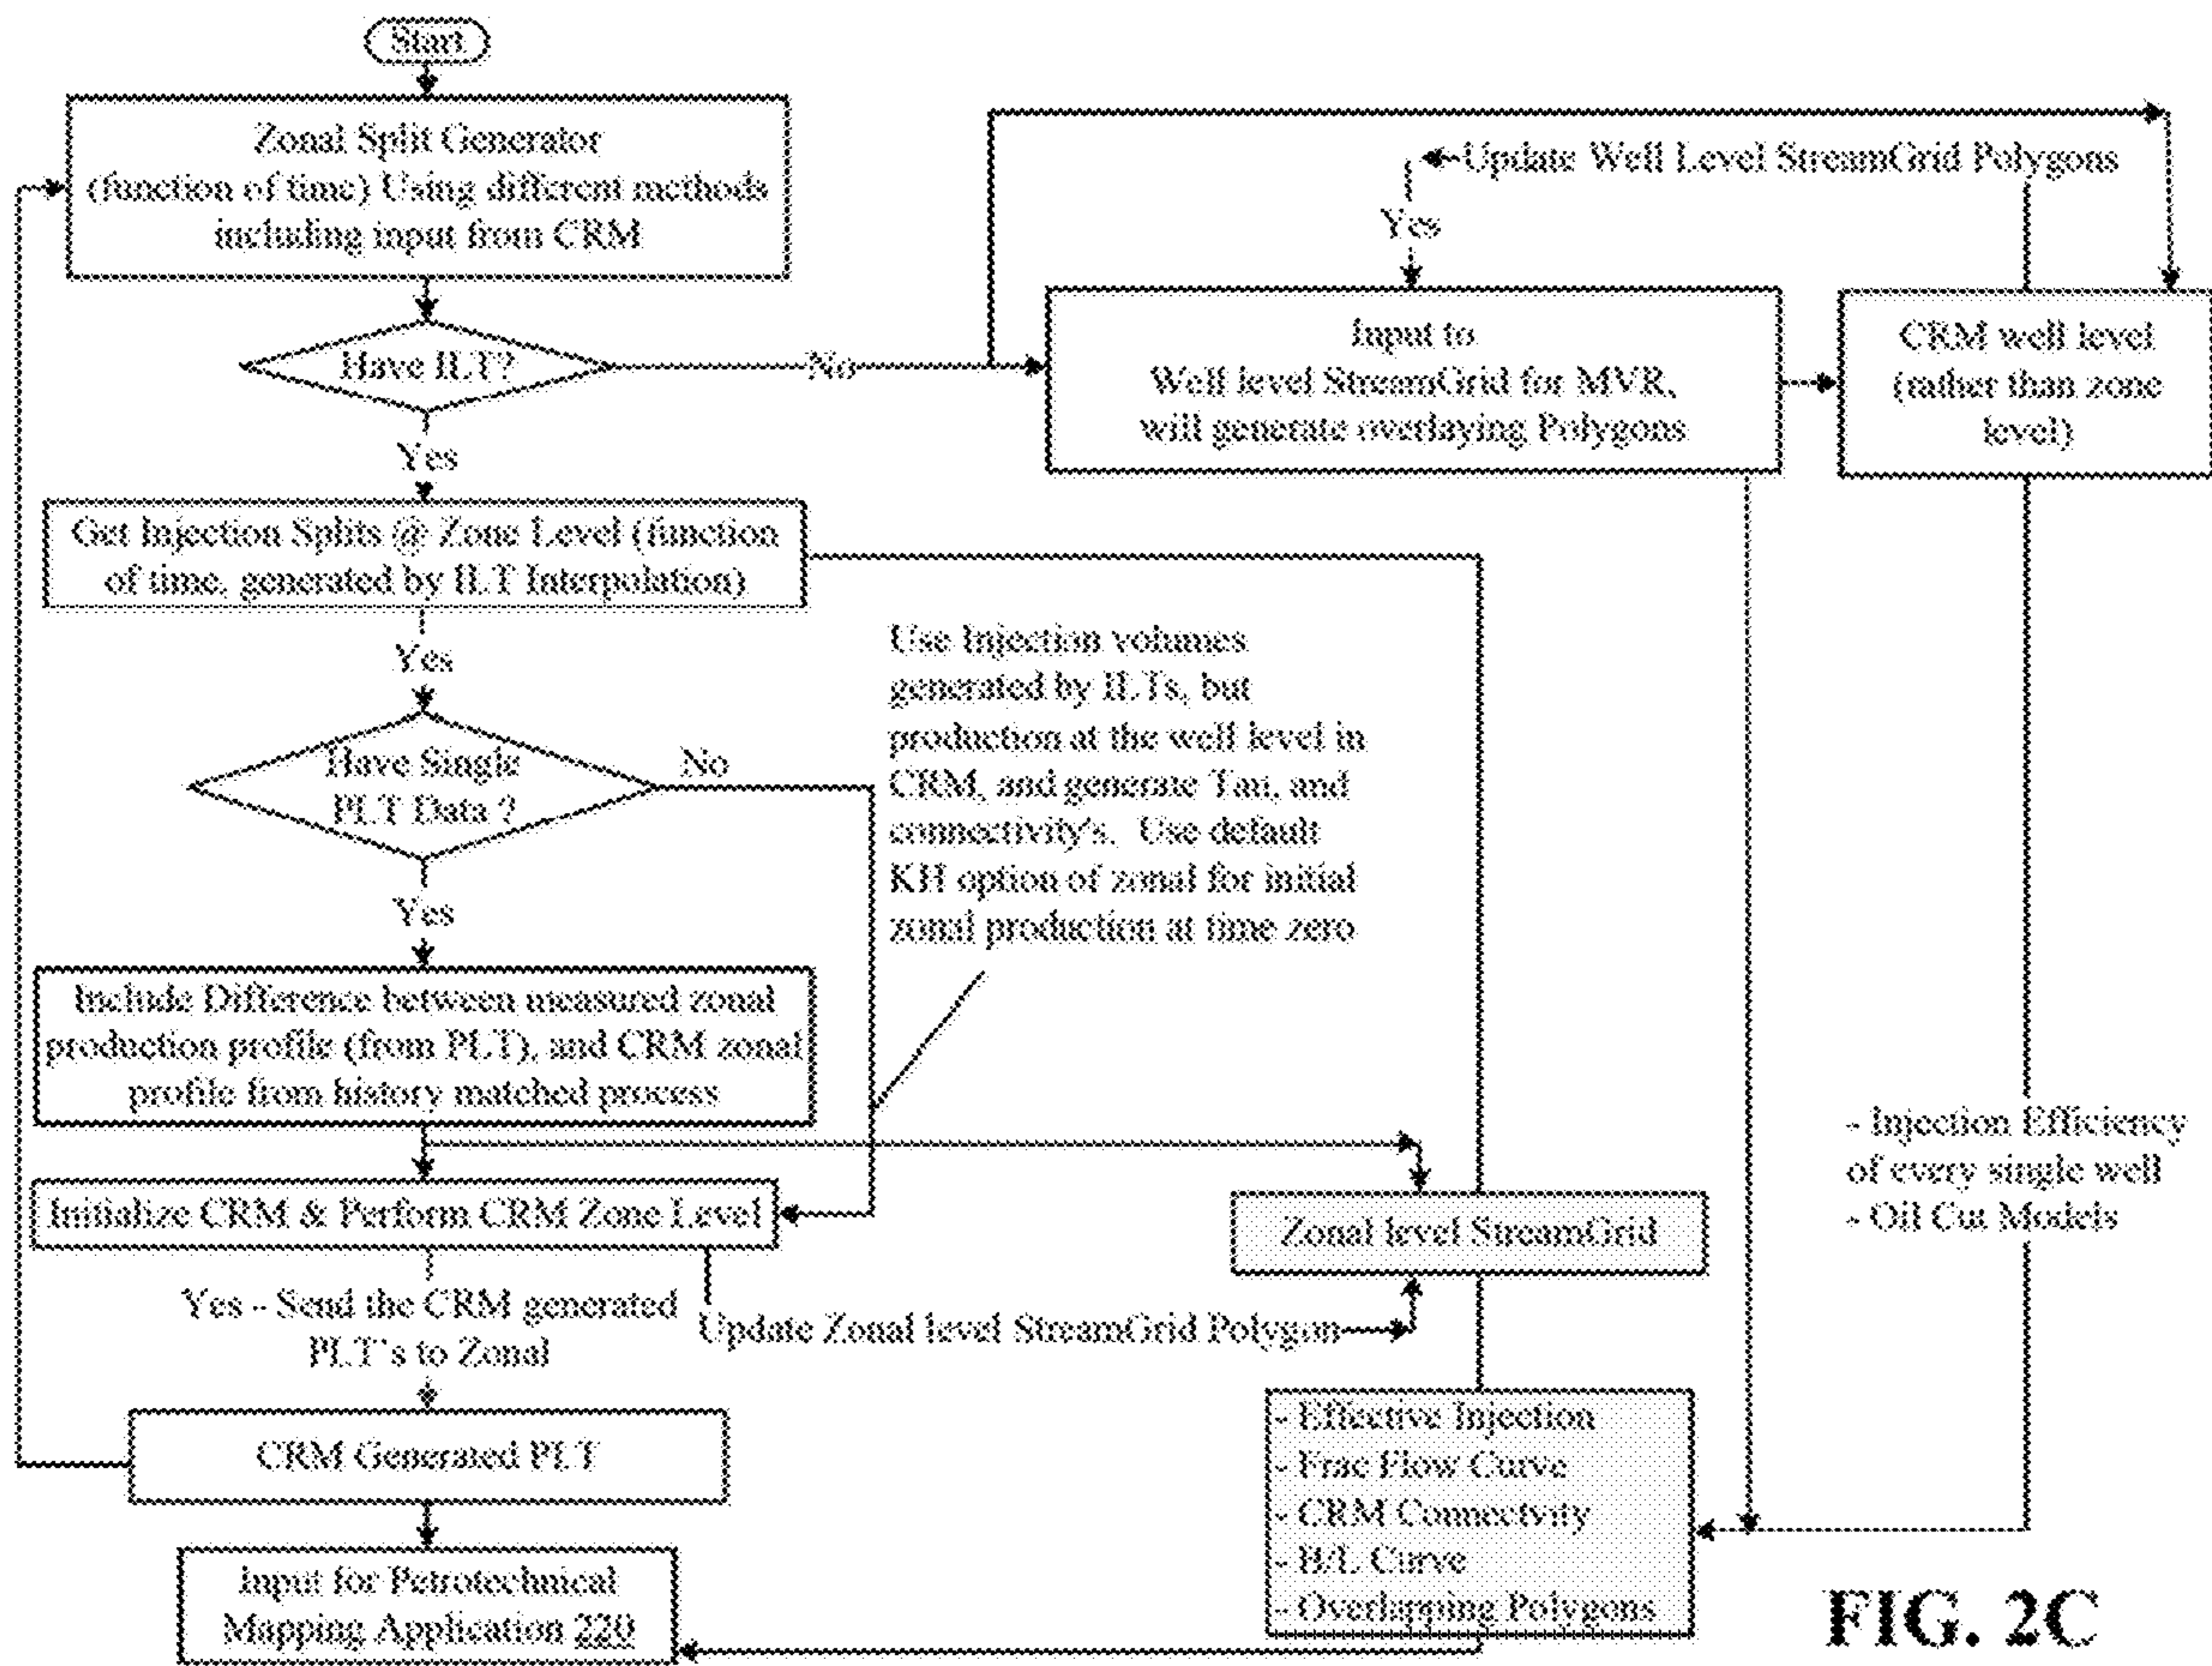 Start
Zonal Split Generator
(function of time) Using different methods
including input from CRM
Update Well Level StreamGrid Polygons
Yes
Have ILT?
No
Input to
Well level StreamGrid for MVR,
will generate overlaying Polygons
CRM well level
(rather than zone
level)
Yes
Get Injection Splits @ Zone Level (function
of time, generated by ILT Interpolation)
Yes
Use Injection volumes
generated by ILTs, but
production at the well level in
CRM, and generate Tau, and
connectivity's. Use default
KH option of zonal for initial
zonal production at time zero
Have Single
PLT Data ?
No
Yes
Include Difference between measured zonal
production profile (from PLT), and CRM zonal
profile from history matched process
- Injection Efficiency
of every single well
- Oil Cut Models
Initialize CRM & Perform CRM Zone Level
Zonal level StreamGrid
Yes - Send the CRM generated
PLT's to Zonal
Update Zonal level StreamGrid Polygon
CRM Generated PLT
- Effective Injection
- Frac Flow Curve
- CRM Connectvity
- B/L Curve
- Overlapping Polygons
Input for Petrotechnical
Mapping Application 220
FIG. 2C